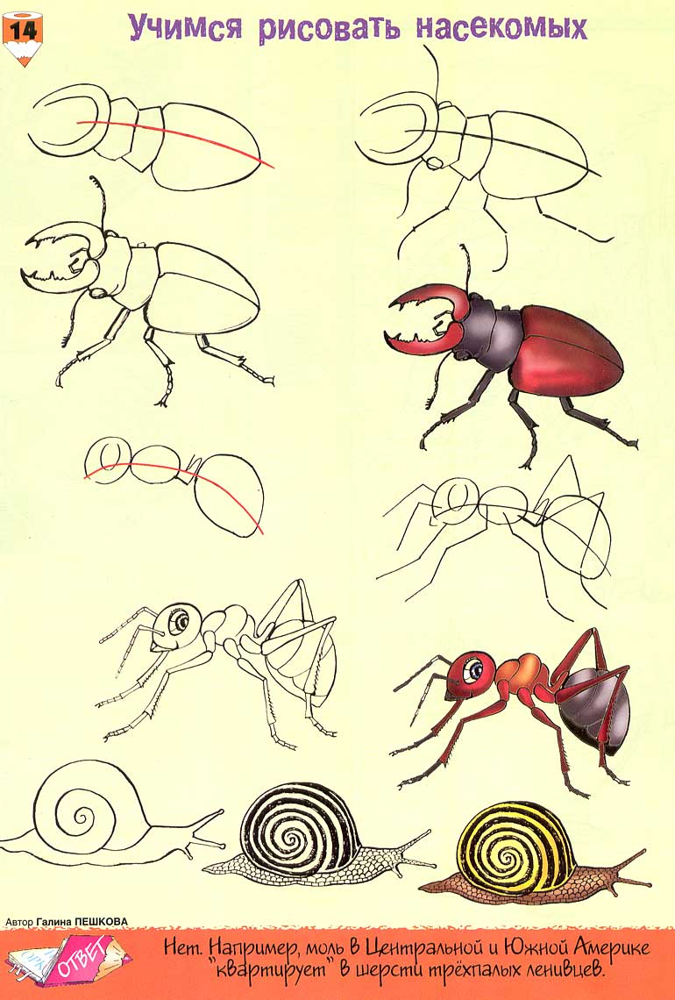 14
Учимся рисовать насекомых
Автор Галина ПЕШКОВА
ОТВЕТ
Нет. Например, моль в Центральной и Южной Америке
"квартирует" в шерсти трёхпалых ленивцев.